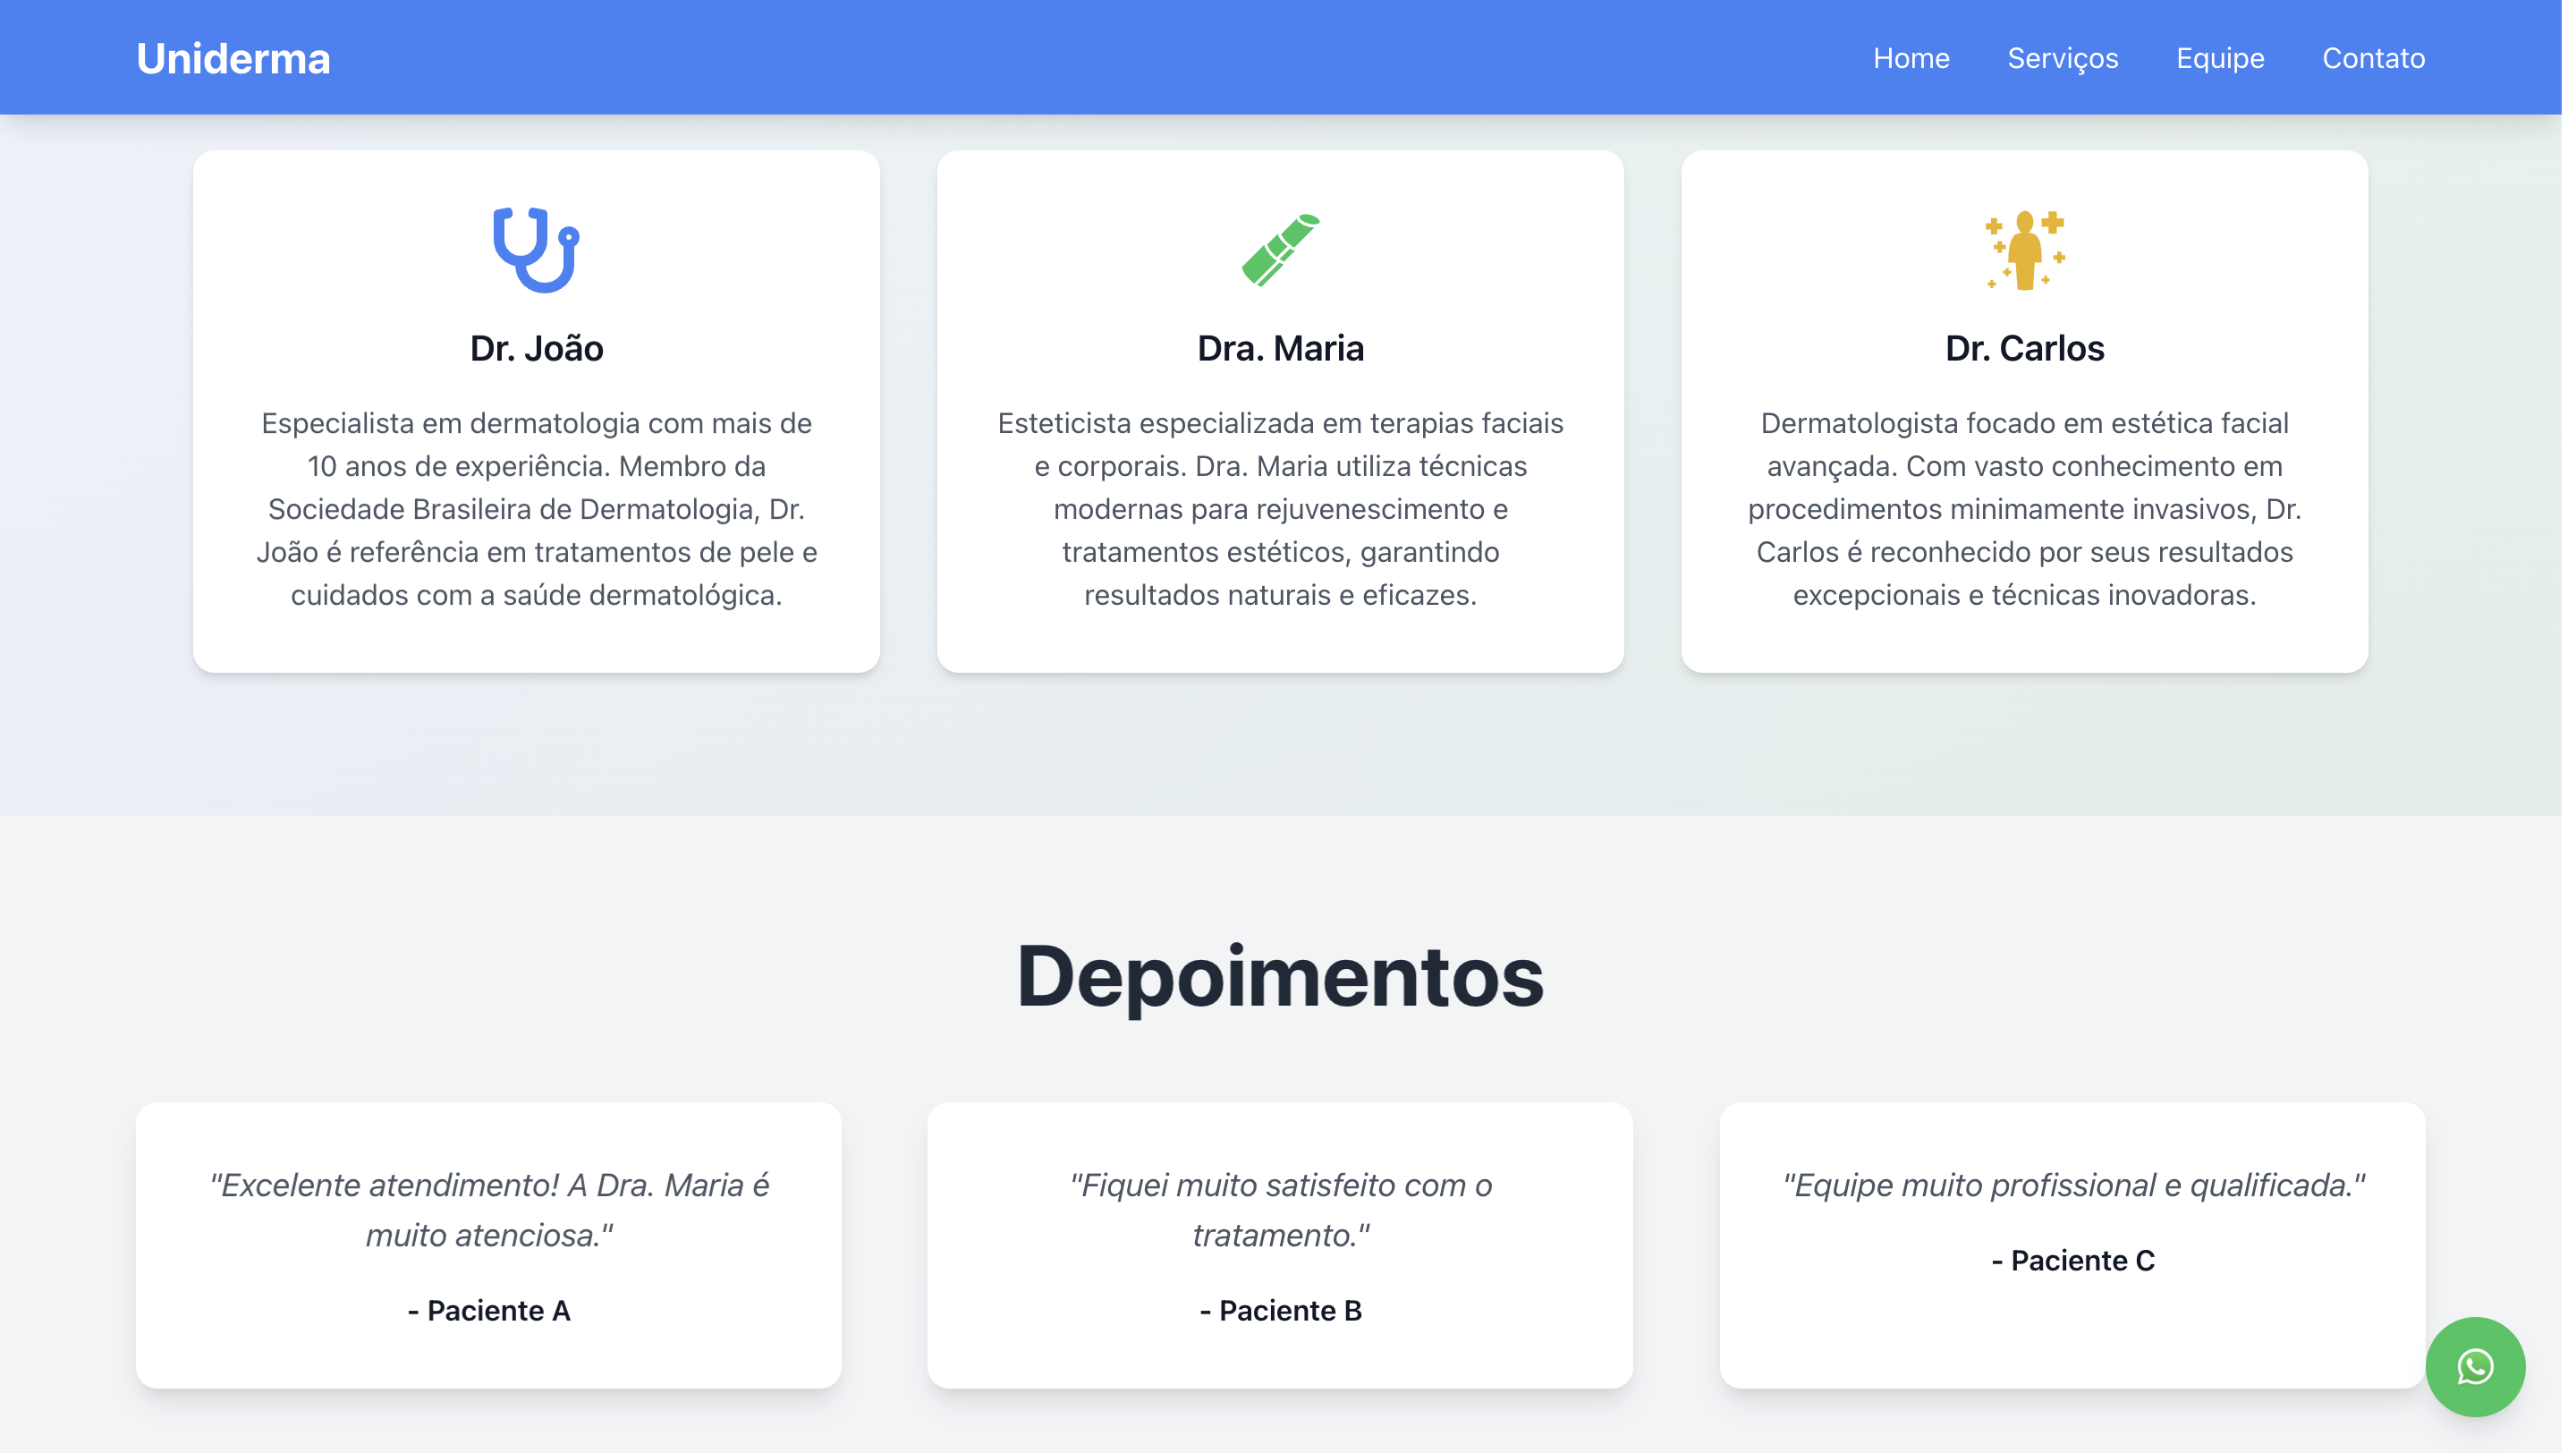 Uniderma
Home Serviços Equipe Contato
Dr. João
Especialista em dermatologia com mais de
10 anos de experiência. Membro da
Sociedade Brasileira de Dermatologia, Dr.
João é referência em tratamentos de pele e
cuidados com a saúde dermatológica.
Dra. Maria
Esteticista especializada em terapias faciais
e corporais. Dra. Maria utiliza técnicas
modernas para rejuvenescimento e
tratamentos estéticos, garantindo
resultados naturais e eficazes.
Dr. Carlos
Dermatologista focado em estética facial
avançada. Com vasto conhecimento em
procedimentos minimamente invasivos, Dr.
Carlos é reconhecido por seus resultados
excepcionais e técnicas inovadoras.
Depoimentos
"Excelente atendimento! A Dra. Maria é
muito atenciosa."
- Paciente A
"Fiquei muito satisfeito com o
tratamento."
- Paciente B
"Equipe muito profissional e qualificada."
- Paciente C